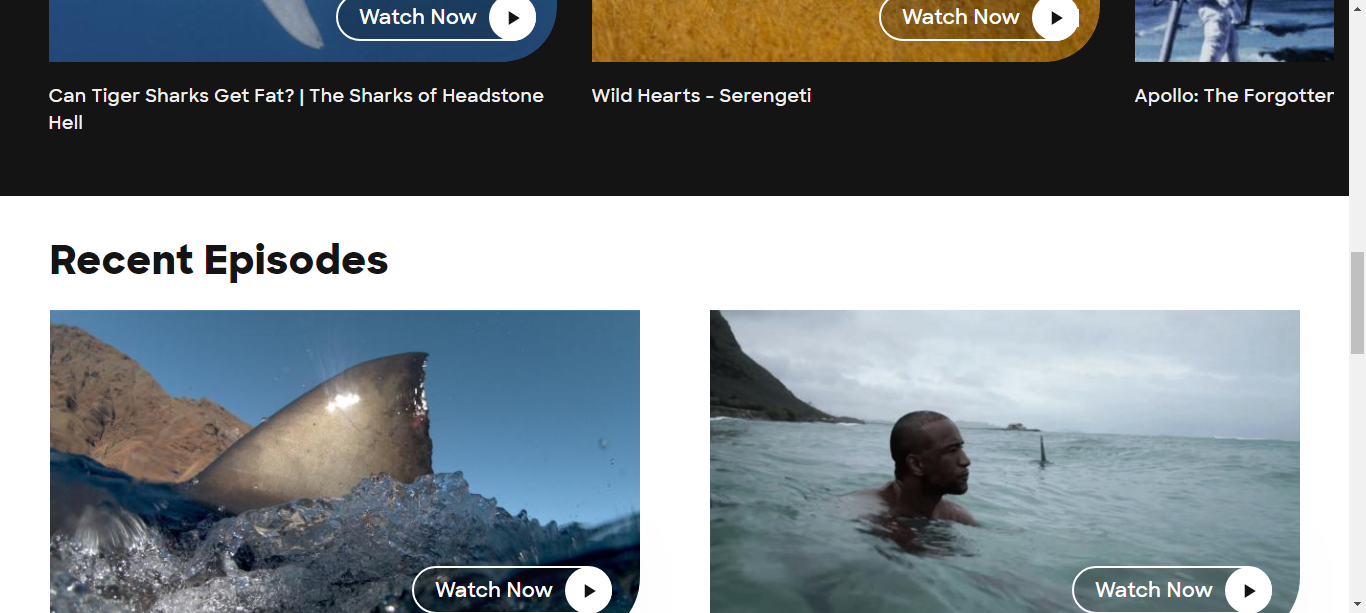 Watch Now
Watch Now
Can Tiger Sharks Get Fat? | The Sharks of Headstone
Hell
Wild Hearts – Serengeti
Apollo: The Forgotten
Recent Episodes
Watch Now
Watch Now